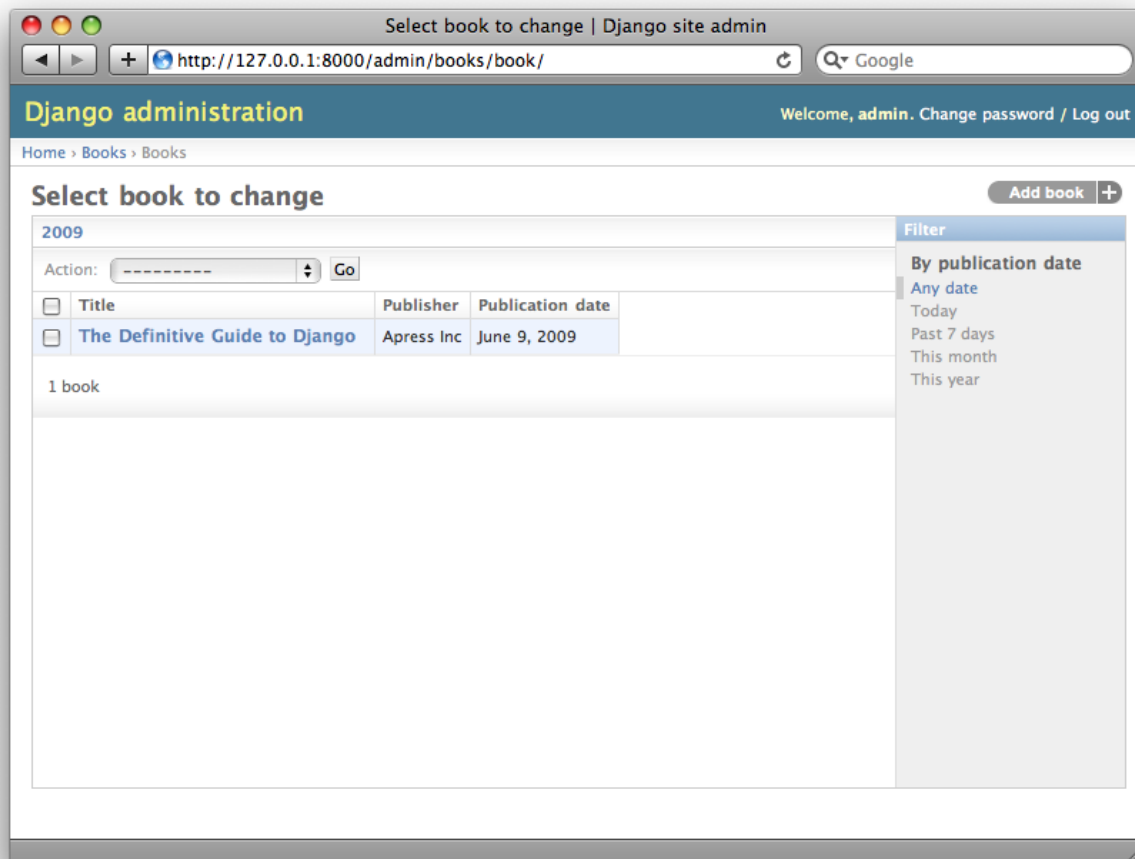 Select book to change | Django site admin
http://127.0.0.1:8000/admin/books/book/
Google
Django administration
Welcome, admin. Change password / Log out
Home › Books › Books
Select book to change
Add book +
2009
Filter
Action: --------- Go
By publication date
Any date
Today
Past 7 days
This month
This year
Title Publisher Publication date
The Definitive Guide to Django Apress Inc June 9, 2009
1 book